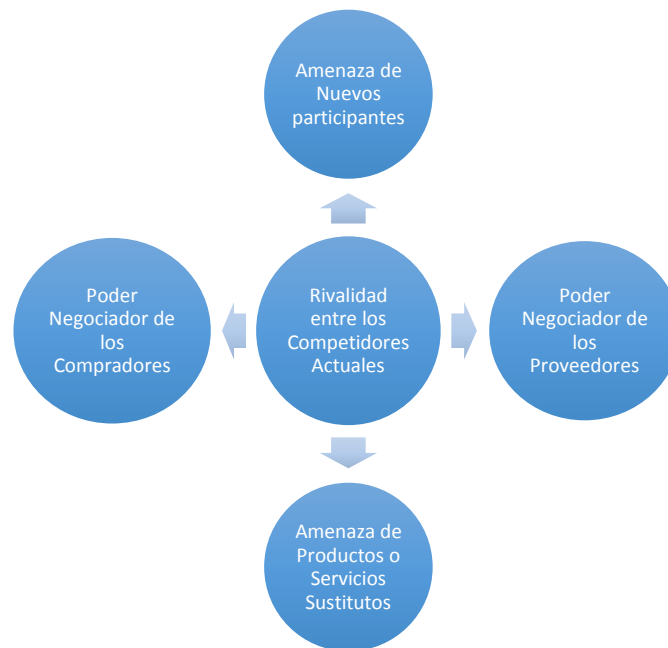 Amenaza de
Nuevos
participantes
Poder
Negociador de
los
Compradores
Rivalidad
entre los
Competidores
Actuales
Poder
Negociador de
los
Proveedores
Amenaza de
Productos o
Servicios
Sustitutos